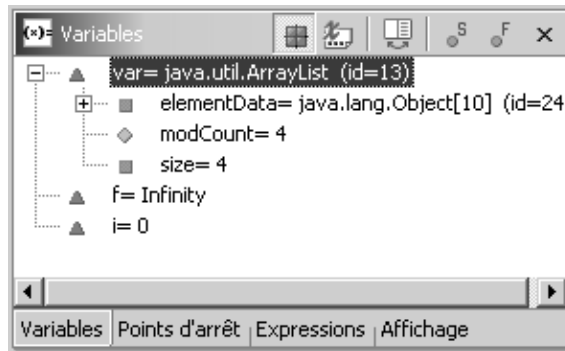 (x)= Variables
S F
var= java.util.ArrayList (id=13)
elementData= java.lang.Object[10] (id=24
modCount= 4
size= 4
f= Infinity
i= 0
Variables Points d'arrêt Expressions Affichage